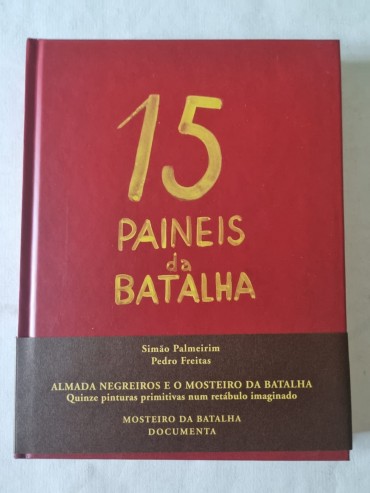 15
PAINEIS
da
BATALHA
Simão Palmeirim
Pedro Freitas
ALMADA NEGREIROS E O MOSTEIRO DA BATALHA
Quinze pinturas primitivas num retábulo imaginado
MOSTEIRO DA BATALHA
DOCUMENTA